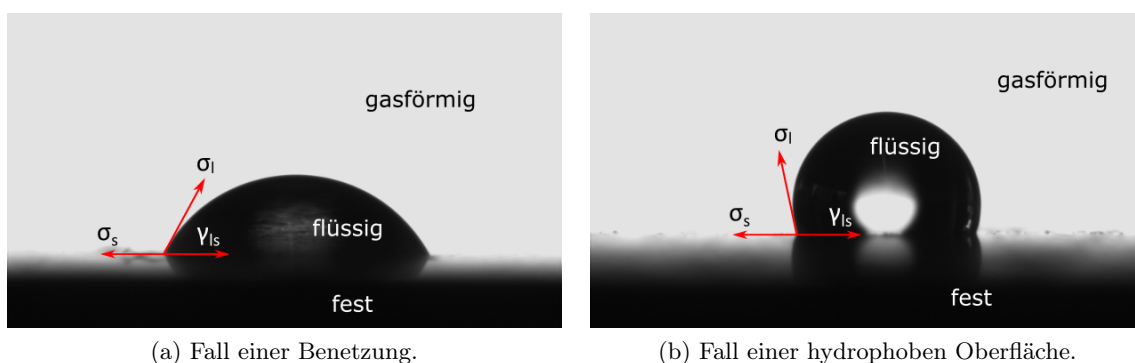 gasförmig
σₗ
σₛ
γₗₛ
flüssig
fest
(a) Fall einer Benetzung.
gasförmig
σₗ
flüssig
σₛ
γₗₛ
fest
(b) Fall einer hydrophoben Oberfläche.